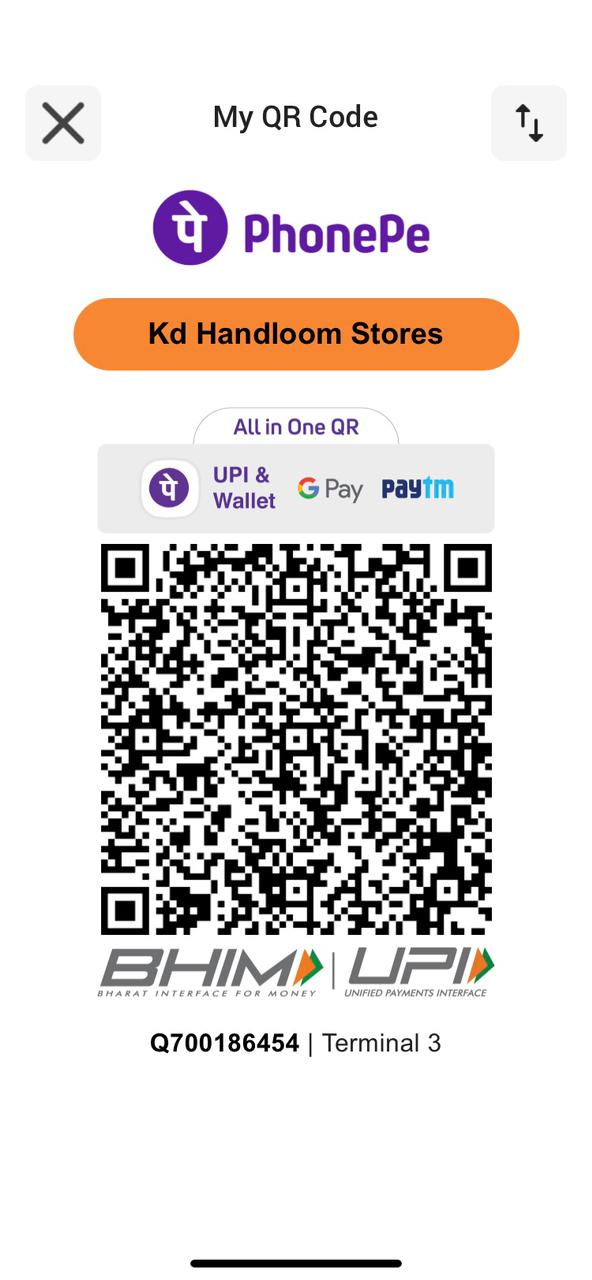 My QR Code
पे PhonePe
Kd Handloom Stores
All in One QR
पे UPI & Wallet G Pay paytm
BHIM | UPI
BHARAT INTERFACE FOR MONEY UNIFIED PAYMENTS INTERFACE
Q700186454 | Terminal 3